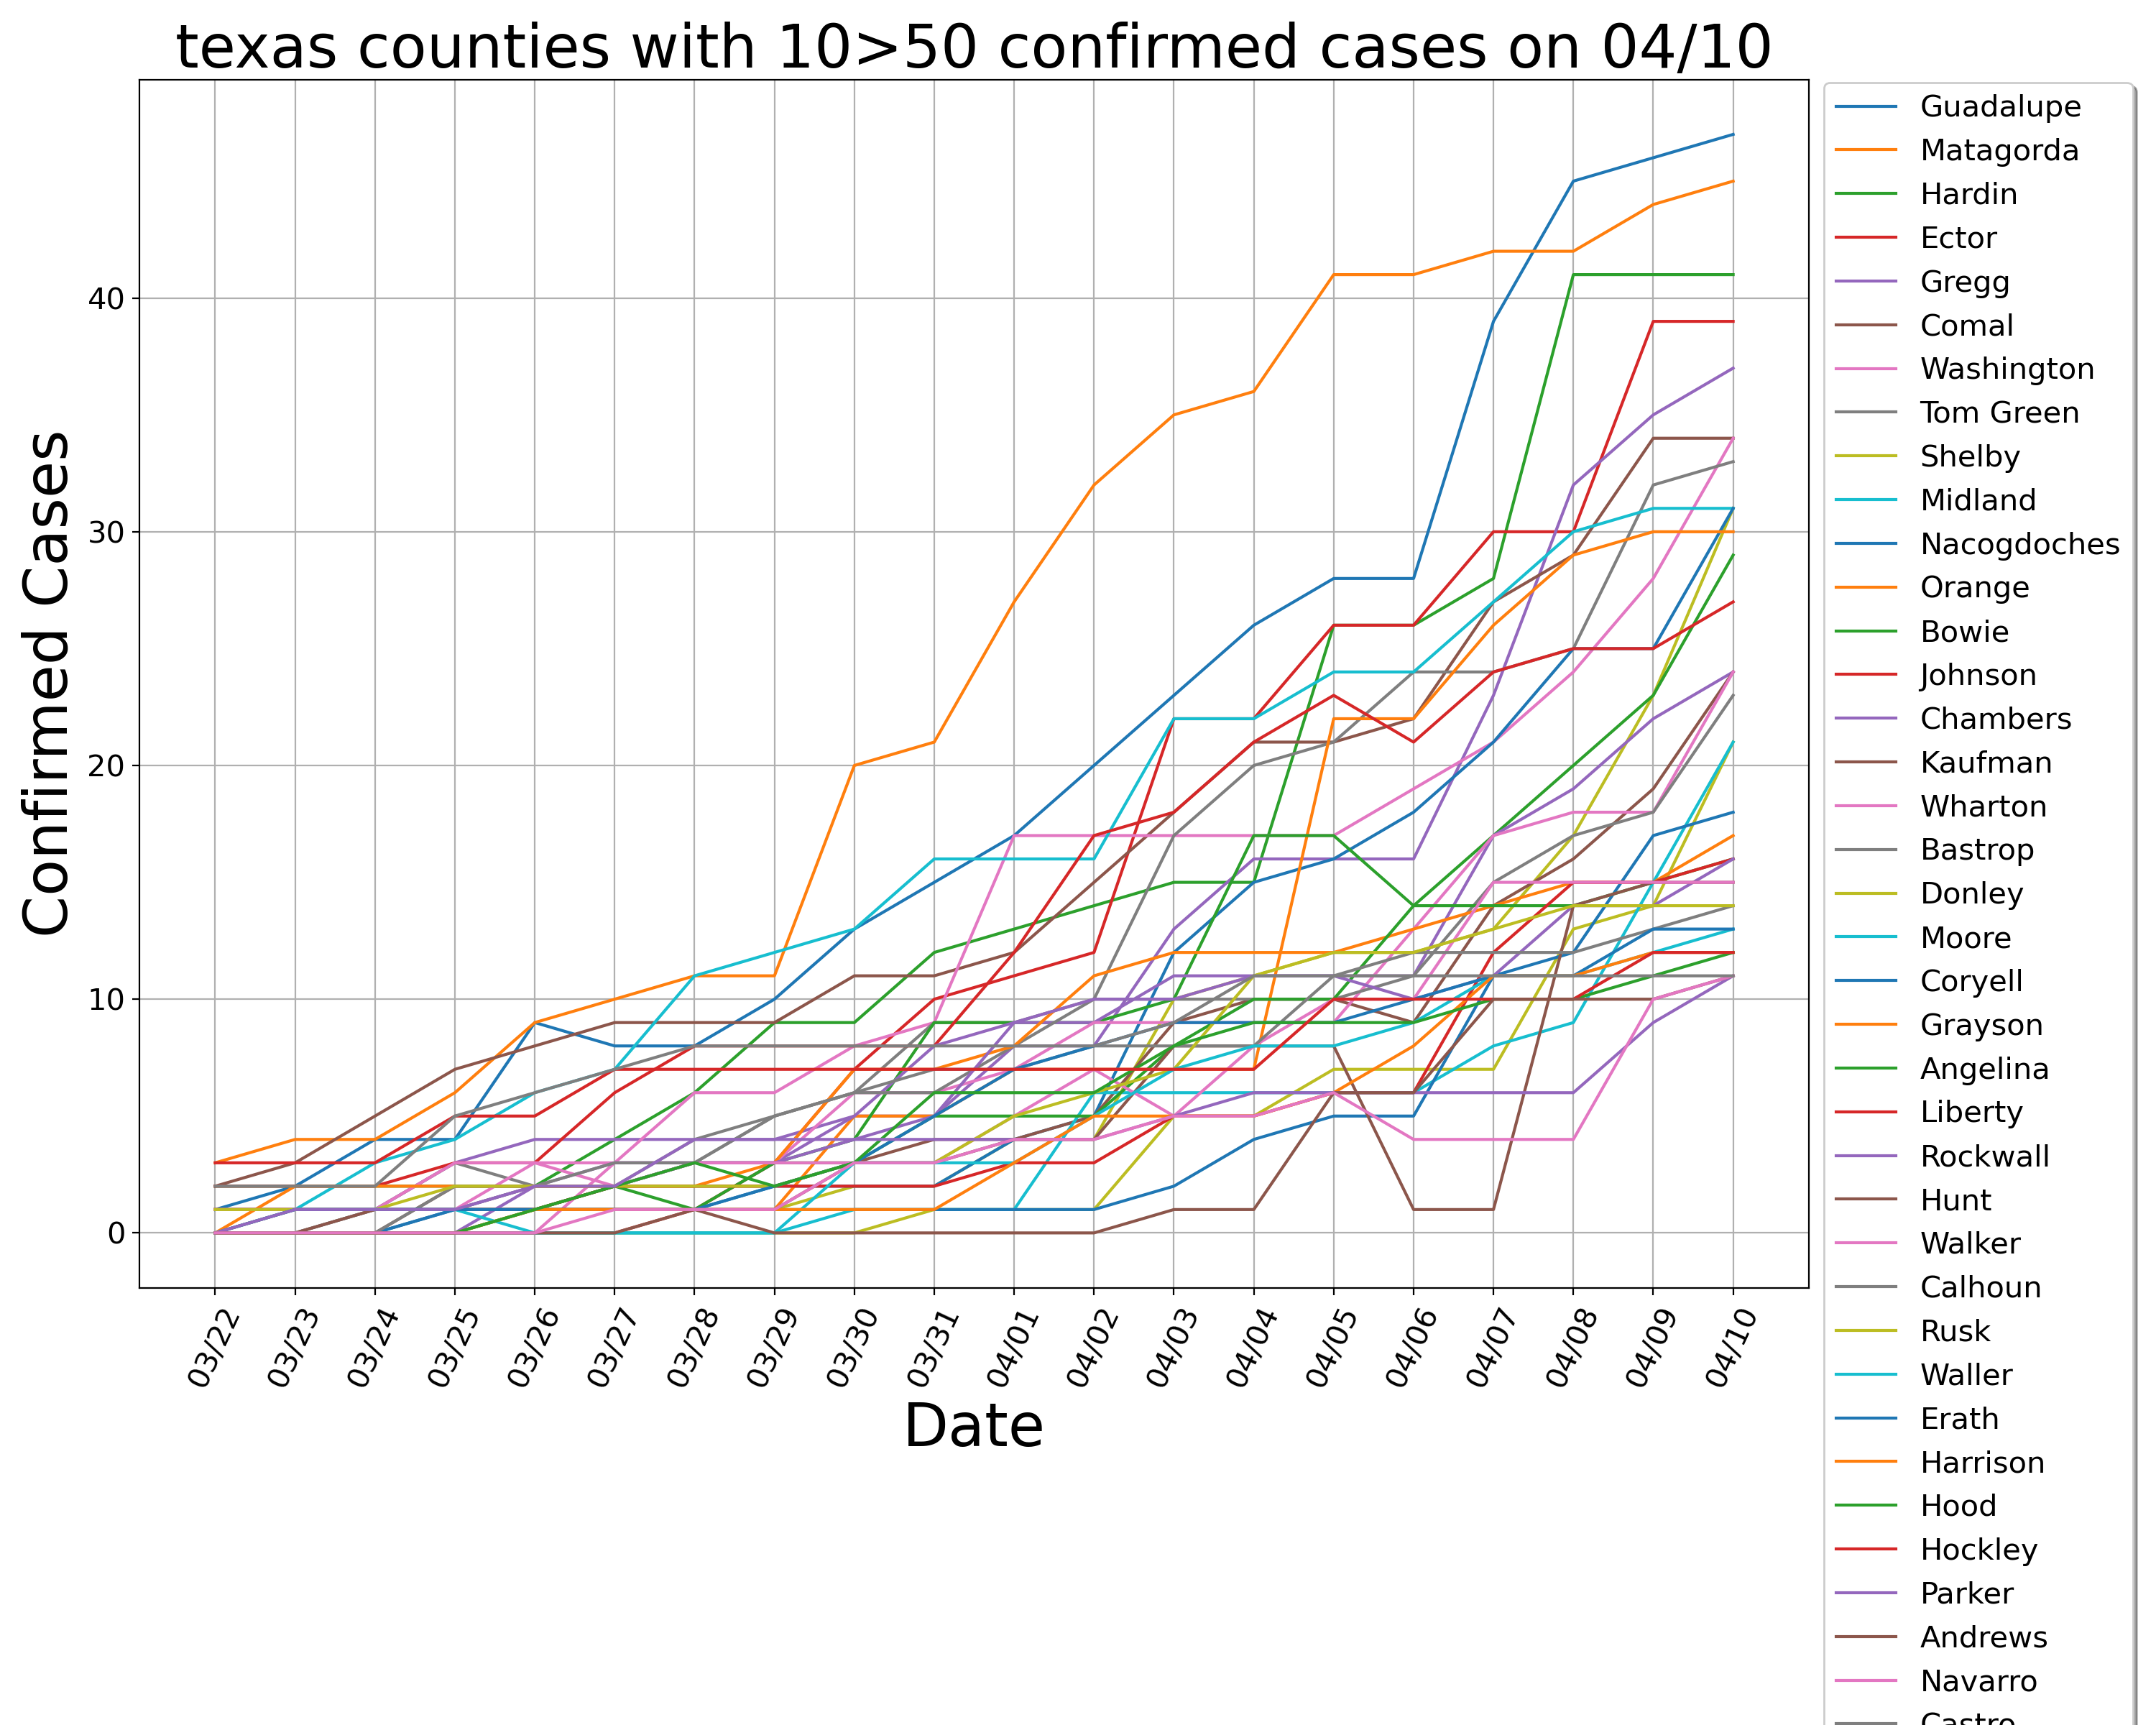 texas counties with 10>50 confirmed cases on 04/10
Confirmed Cases
40
30
20
10
0
03/22
03/23
03/24
03/25
03/26
03/27
03/28
03/29
03/30
03/31
04/01
04/02
04/03
04/04
04/05
04/06
04/07
04/08
04/09
04/10
Date
Guadalupe
Matagorda
Hardin
Ector
Gregg
Comal
Washington
Tom Green
Shelby
Midland
Nacogdoches
Orange
Bowie
Johnson
Chambers
Kaufman
Wharton
Bastrop
Donley
Moore
Coryell
Grayson
Angelina
Liberty
Rockwall
Hunt
Walker
Calhoun
Rusk
Waller
Erath
Harrison
Hood
Hockley
Parker
Andrews
Navarro
Castro